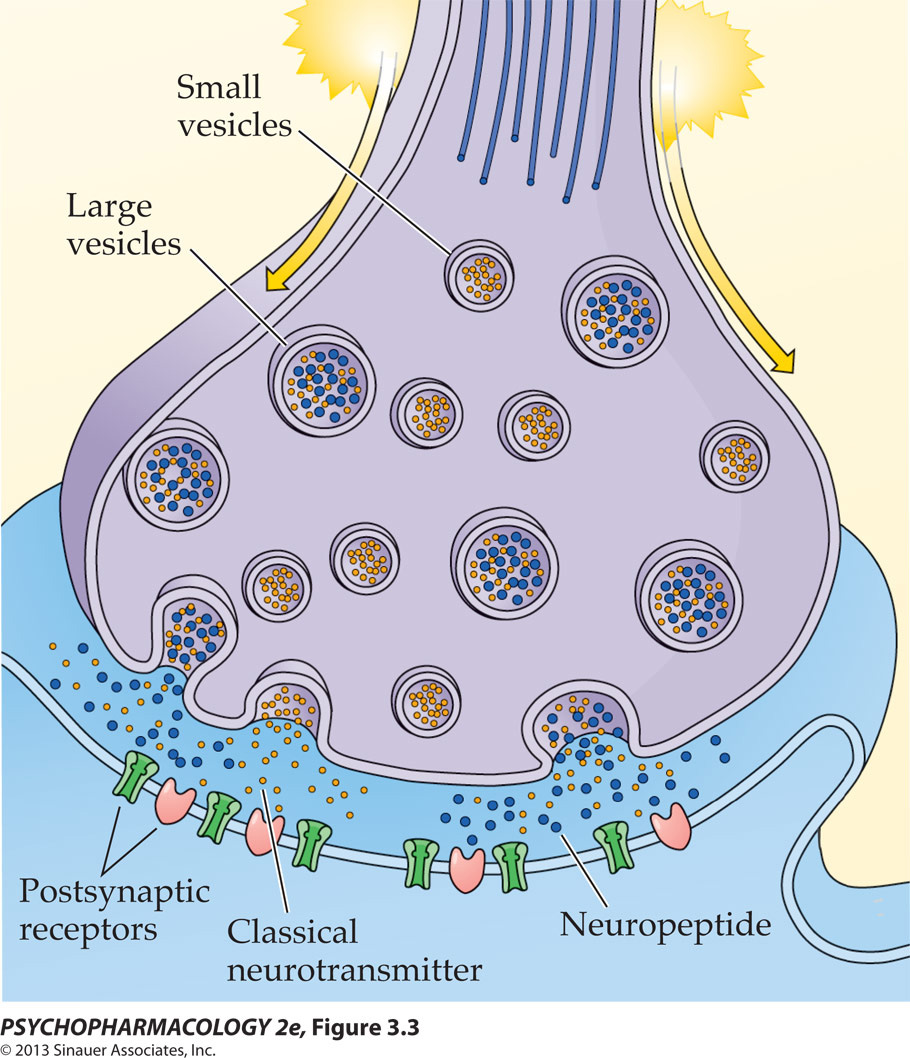 Small
vesicles
Large
vesicles
Postsynaptic
receptors
Classical
neurotransmitter
Neuropeptide
PSYCHOPHARMACOLOGY 2e, Figure 3.3
© 2013 Sinauer Associates, Inc.